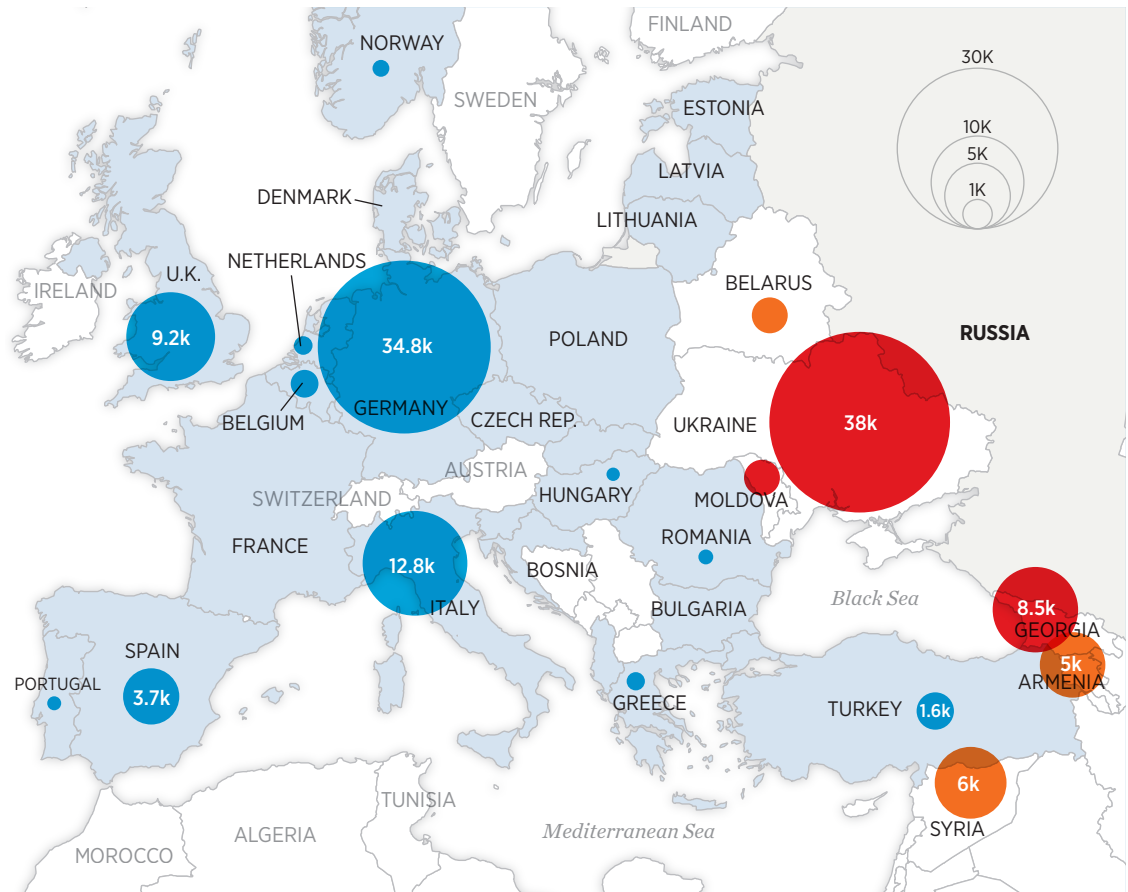 FINLAND
NORWAY
30K
SWEDEN
ESTONIA
10K
5K
LATVIA
1K
DENMARK
LITHUANIA
NETHERLANDS
U.K.
BELARUS
IRELAND
9.2k
34.8k
POLAND
RUSSIA
GERMANY
BELGIUM
CZECH REP.
UKRAINE
38k
AUSTRIA
SWITZERLAND
HUNGARY
MOLDOVA
FRANCE
12.8k
ROMANIA
BOSNIA
Black Sea
ITALY
BULGARIA
8.5k
GEORGIA
SPAIN
5k
PORTUGAL
ARMENIA
3.7k
GREECE
TURKEY
1.6k
6k
TUNISIA
SYRIA
ALGERIA
Mediterranean Sea
MOROCCO